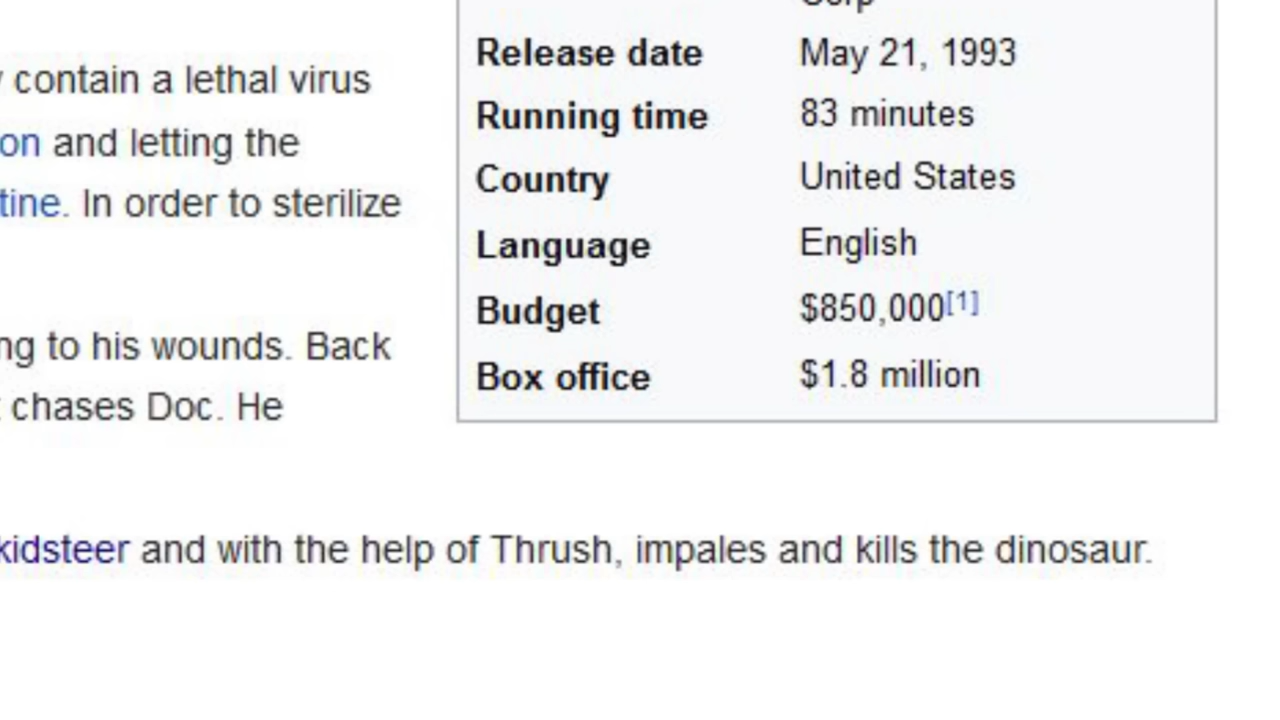 contain a lethal virus
on and letting the
tine. In order to sterilize
ng to his wounds. Back
chases Doc. He
Corp
Release date May 21, 1993
Running time 83 minutes
Country United States
Language English
Budget $850,000[1]
Box office $1.8 million
kidsteer and with the help of Thrush, impales and kills the dinosaur.